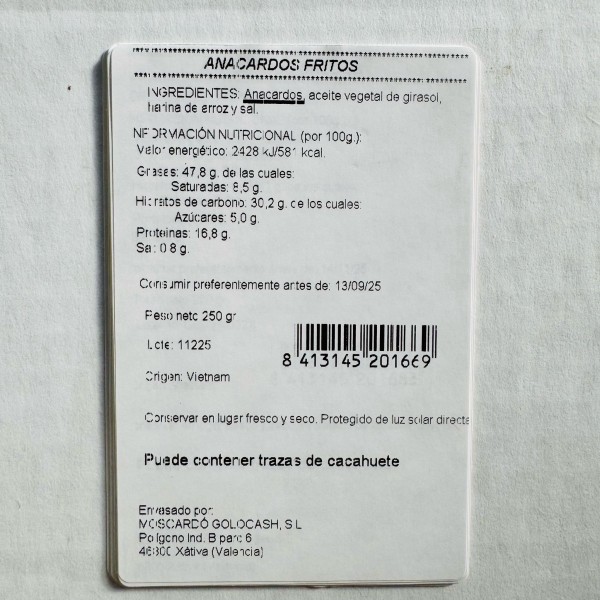 ANACARDOS FRITOS
INGREDIENTES: Anacardos, aceite vegetal de girasol,
harina de arroz y sal.
INFORMACIÓN NUTRICIONAL (por 100g.):
Valor energético: 2428 kJ/581 kcal.
Grasas: 47,8 g. de las cuales:
Saturadas: 8,5 g.
Hidratos de carbono: 30,2 g. de los cuales:
Azúcares: 5,0 g.
Proteínas: 16,8 g.
Sal: 0,8 g.
Consumir preferentemente antes de: 13/09/25
Peso neto 250 gr
Lote: 11225
8 413145 201669
Origen: Vietnam
Conservar en lugar fresco y seco. Protegido de luz solar directa
Puede contener trazas de cacahuete
Envasado por:
MOSCARDÓ GOLOCASH, S.L
Polígono Ind. B parc 6
46800 Xátiva (Valencia)